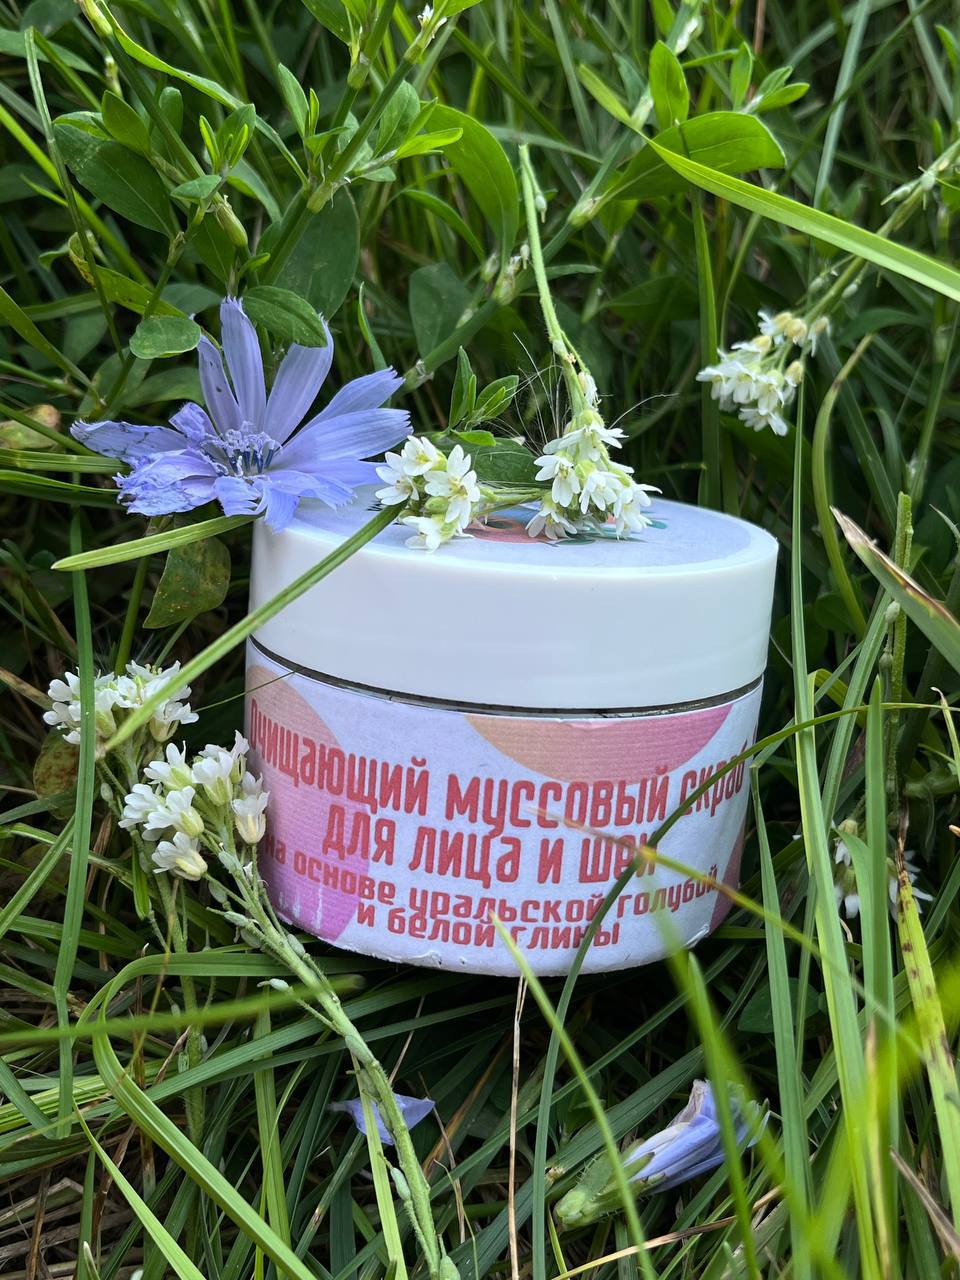 Очищающий муссовый скраб
для лица и шеи
на основе уральской голубой
и белой глины